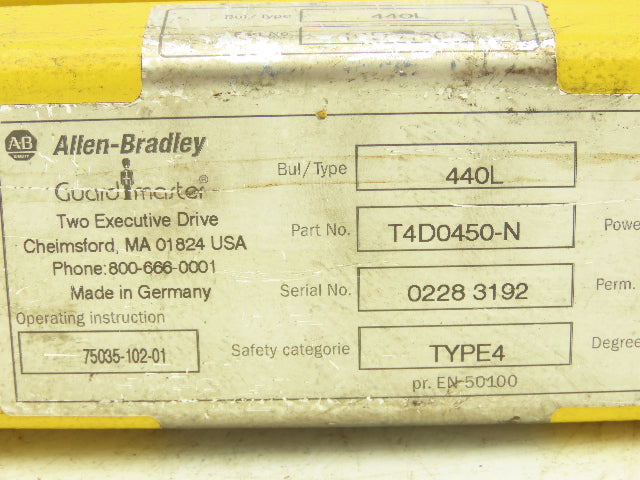 Bul/Type 440L
AB
Allen-Bradley
Guardmaster®
Two Executive Drive
Cheimsford, MA 01824 USA
Phone:800-666-0001
Made in Germany
Operating instruction
75035-102-01
Bul/Type 440L
Part No. T4D0450-N
Serial No. 0228 3192
Safety categorie TYPE4
pr. EN 50100
Powe
Perm.
Degree